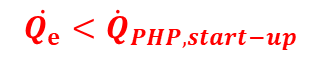 Q̇ₑ < Q̇_{PHP,start−up}